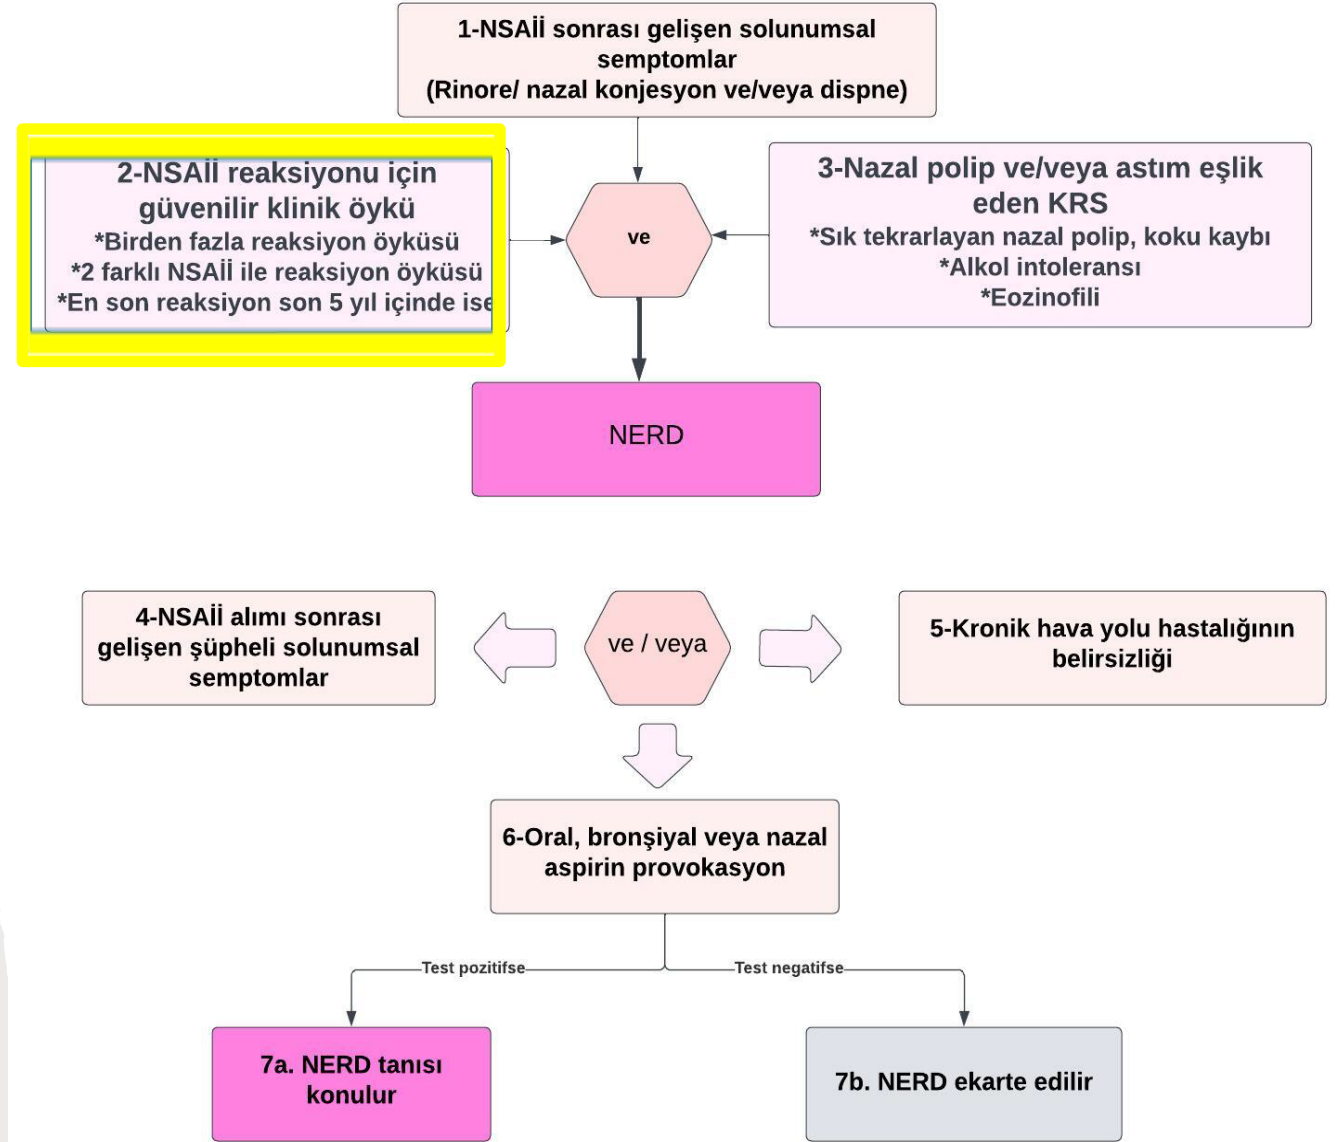 1-NSAİİ sonrası gelişen solunumsal
semptomlar
(Rinore/ nazal konjesyon ve/veya dispne)
2-NSAİİ reaksiyonu için
güvenilir klinik öykü
*Birden fazla reaksiyon öyküsü
*2 farklı NSAİİ ile reaksiyon öyküsü
*En son reaksiyon son 5 yıl içinde ise
ve
3-Nazal polip ve/veya astım eşlik
eden KRS
*Sık tekrarlayan nazal polip, koku kaybı
*Alkol intoleransı
*Eozinofili
NERD
4-NSAİİ alımı sonrası
gelişen şüpheli solunumsal
semptomlar
ve / veya
5-Kronik hava yolu hastalığının
belirsizliği
6-Oral, bronşiyal veya nazal
aspirin provokasyon
Test pozitifse
Test negatifse
7a. NERD tanısı
konulur
7b. NERD ekarte edilir